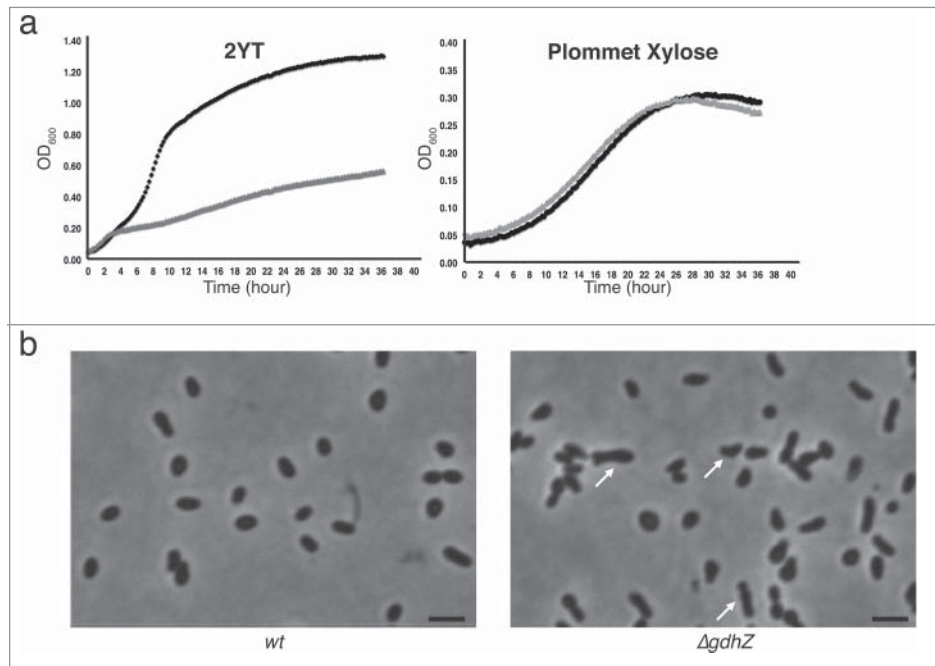 a
2YT
OD600
1.40
1.20
1.00
0.80
0.60
0.40
0.20
0.00
0 2 4 6 8 10 12 14 16 18 20 22 24 26 28 30 32 34 36 38 40
Time (hour)
Plommet Xylose
OD600
0.40
0.35
0.30
0.25
0.20
0.15
0.10
0.05
0.00
0 2 4 6 8 10 12 14 16 18 20 22 24 26 28 30 32 34 36 38 40
Time (hour)
b
wt
ΔgdhZ